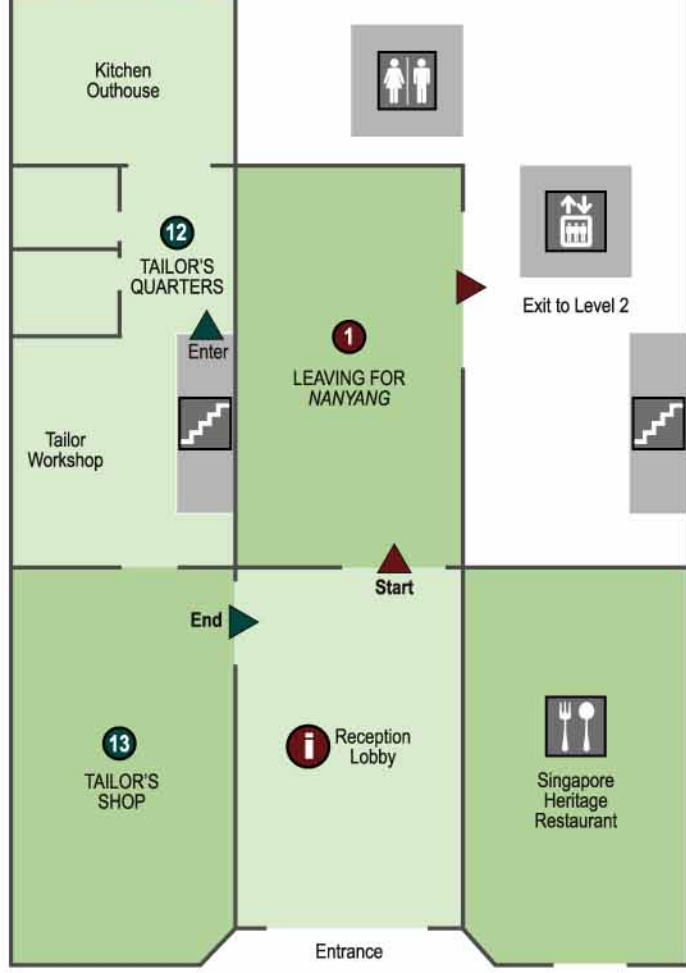 Kitchen
Outhouse
12
TAILOR'S
QUARTERS
Enter
Exit to Level 2
1
LEAVING FOR
NANYANG
Tailor
Workshop
Start
End
i
Reception
Lobby
13
TAILOR'S
SHOP
Singapore
Heritage
Restaurant
Entrance